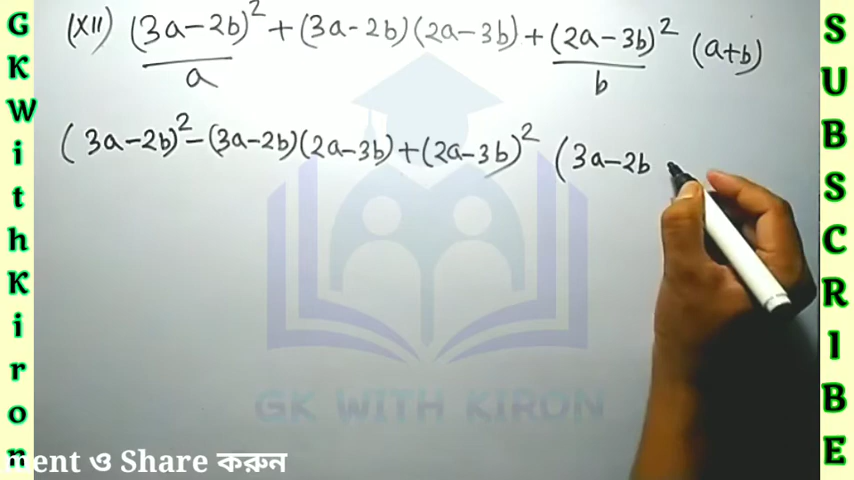 GKWithKiron
(XII) (3a-2b)² + (3a-2b)(2a-3b) + (2a-3b)² (a+b)
a b
(3a-2b)² - (3a-2b)(2a-3b) + (2a-3b)² (3a-2b
GK WITH KIRON
ment ও Share করুন
SUBSCRIBE